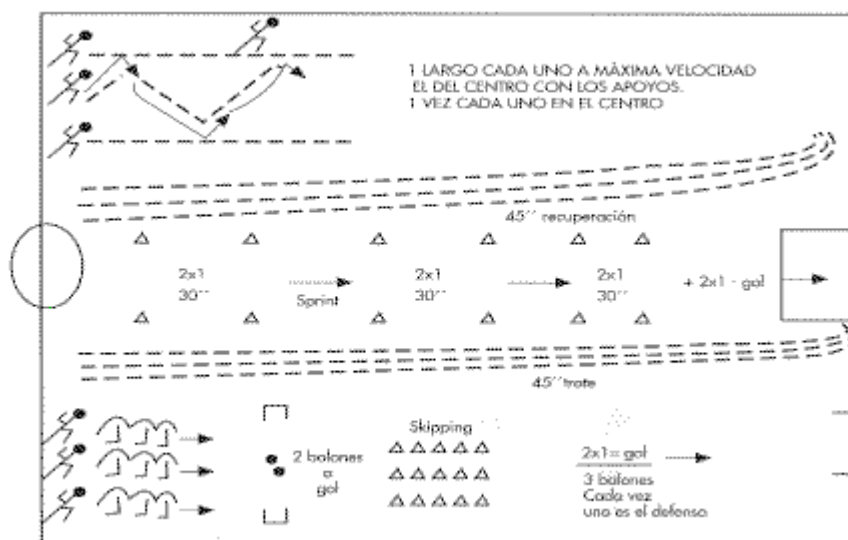 1 LARGO CADA UNO A MÁXIMA VELOCIDAD
EL DEL CENTRO CON LOS APOYOS.
1 VEZ CADA UNO EN EL CENTRO
45´´ recuperación
2x1
30´´
Sprint
2x1
30´´
2x1
30´´
+ 2x1 - gol
45´´ trote
2 balones
a
gol
Skipping
2x1= gol
3 balones
Cada vez
uno es el defensa